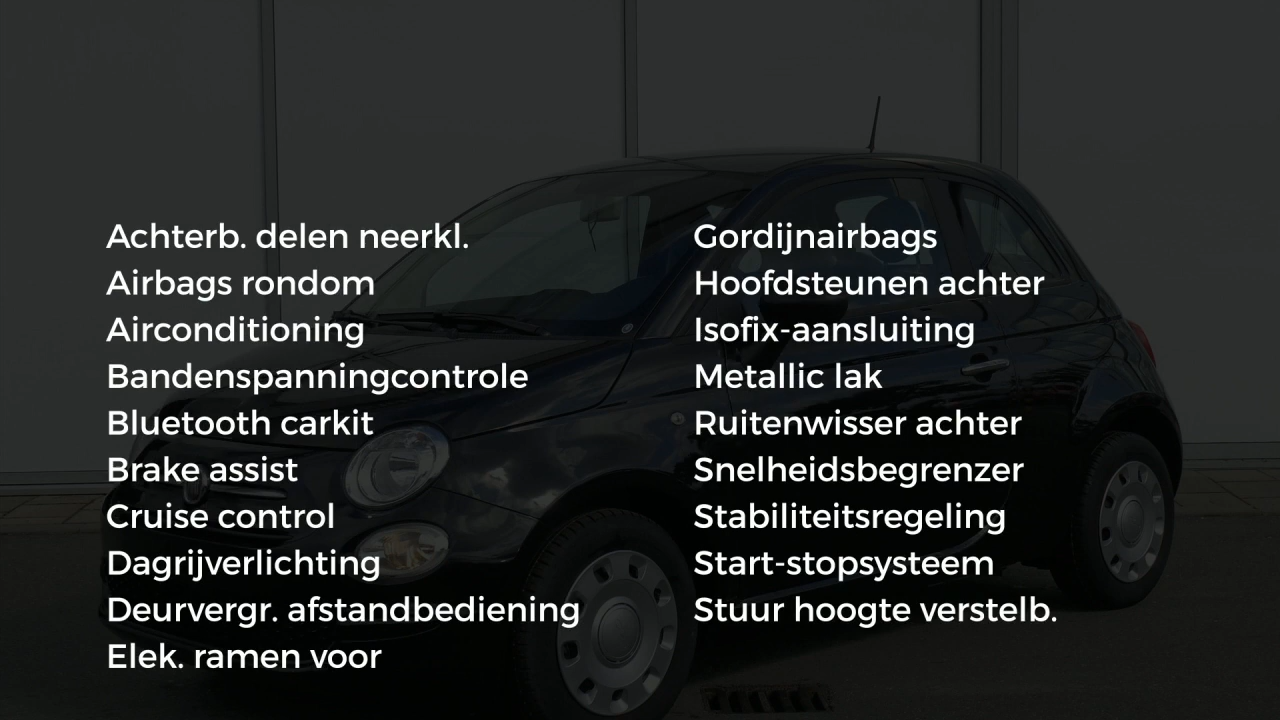 Achterb. delen neerkl.
Airbags rondom
Airconditioning
Bandenspanningcontrole
Bluetooth carkit
Brake assist
Cruise control
Dagrijverlichting
Deurvergr. afstandbediening
Elek. ramen voor
Gordijnairbags
Hoofdsteunen achter
Isofix-aansluiting
Metallic lak
Ruitenwisser achter
Snelheidsbegrenzer
Stabiliteitsregeling
Start-stopsysteem
Stuur hoogte verstelb.